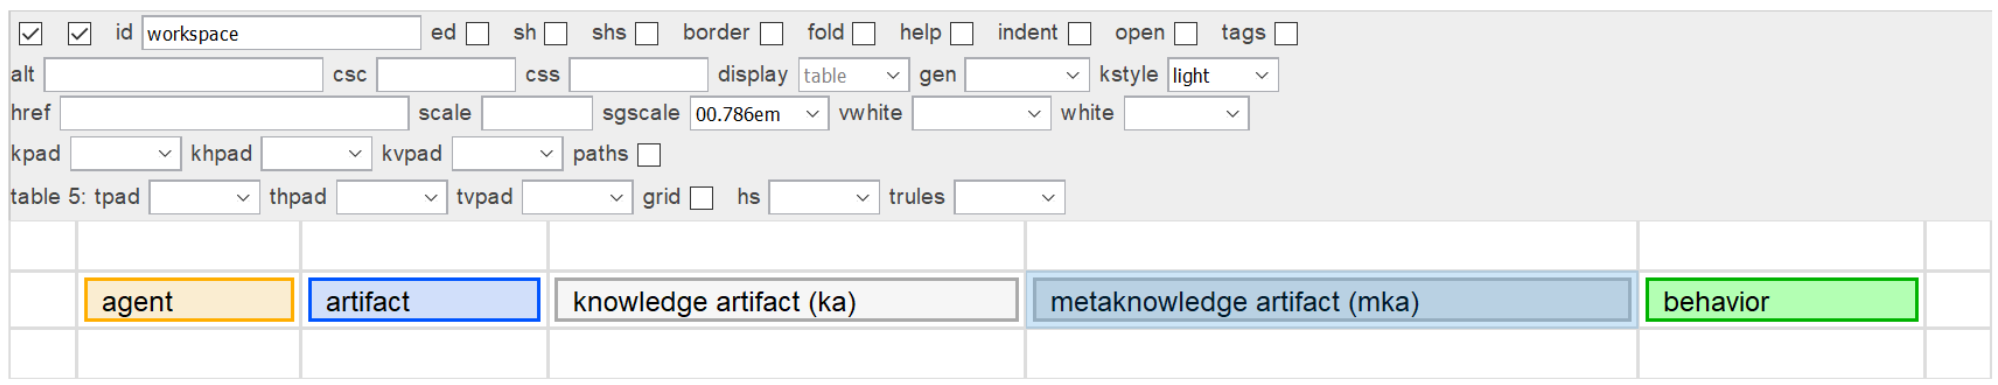 id workspace ed sh shs border fold help indent open tags
alt csc css display table gen kstyle light
href scale sgscale 00.786em vwhite white
kpad khpad kvpad paths
table 5: tpad thpad tvpad grid hs trules
agent artifact knowledge artifact (ka) metaknowledge artifact (mka) behavior